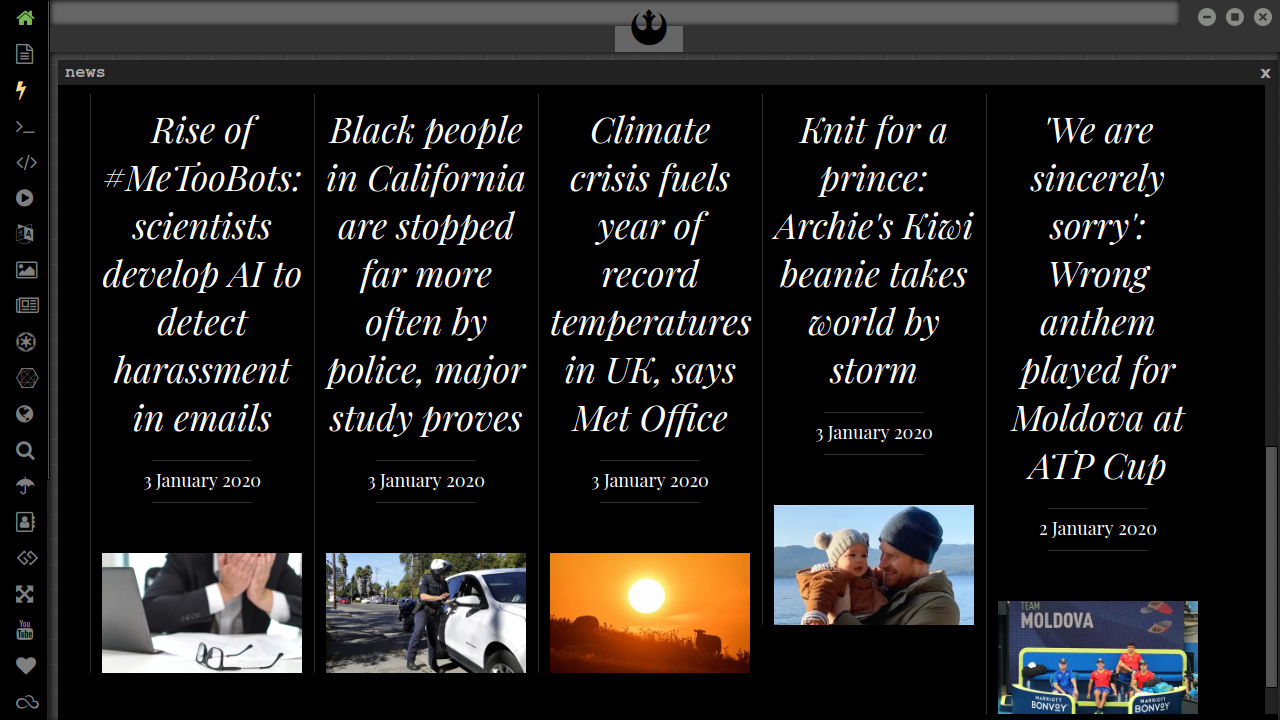 news
x
Rise of
#MeTooBots:
scientists
develop AI to
detect
harassment
in emails
3 January 2020
Black people
in California
are stopped
far more
often by
police, major
study proves
3 January 2020
Climate
crisis fuels
year of
record
temperatures
in UK, says
Met Office
3 January 2020
Knit for a
prince:
Archie's Kiwi
beanie takes
world by
storm
3 January 2020
'We are
sincerely
sorry':
Wrong
anthem
played for
Moldova at
ATP Cup
2 January 2020
TEAM
MOLDOVA
MARRIOTT
BONVOY
MARRIOTT
BONVOY
You
Tube